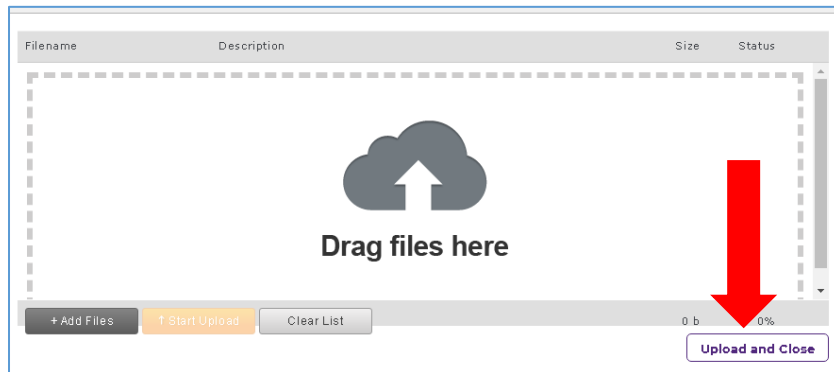 Filename Description Size Status
Drag files here
+ Add Files ↑ Start Upload Clear List 0 b 0%
Upload and Close